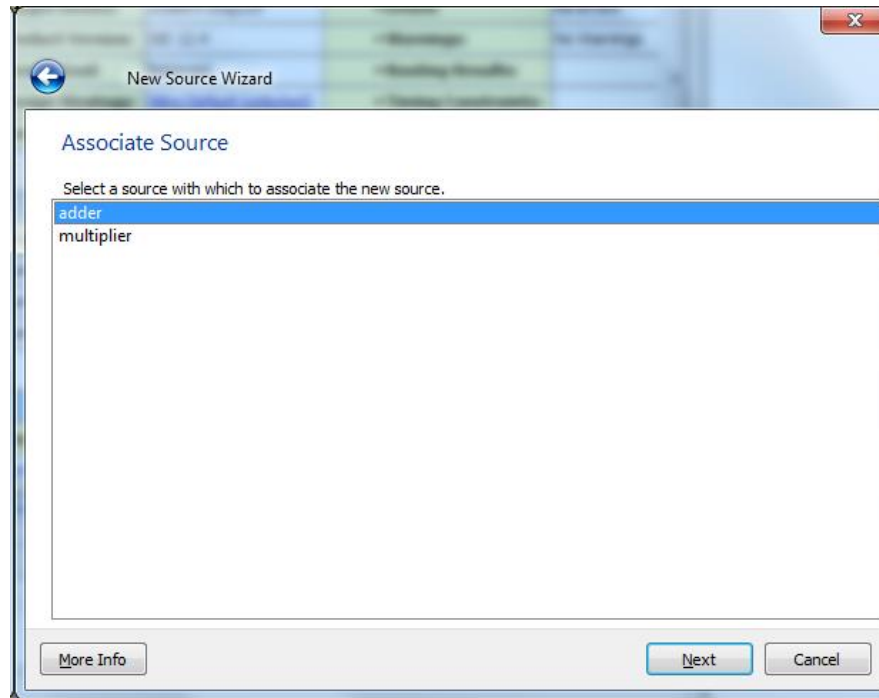 New Source Wizard
Associate Source
Select a source with which to associate the new source.
adder
multiplier
More Info
Next
Cancel